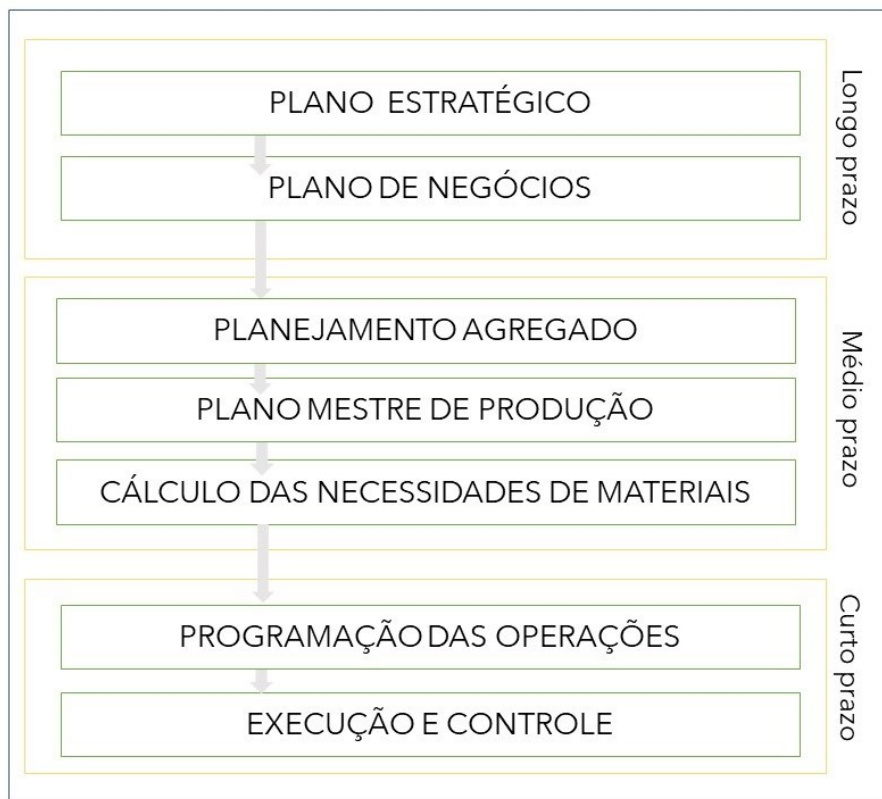 PLANO ESTRATÉGICO
PLANO DE NEGÓCIOS
Longo prazo
PLANEJAMENTO AGREGADO
PLANO MESTRE DE PRODUÇÃO
CÁLCULO DAS NECESSIDADES DE MATERIAIS
Médio prazo
PROGRAMAÇÃO DAS OPERAÇÕES
EXECUÇÃO E CONTROLE
Curto prazo